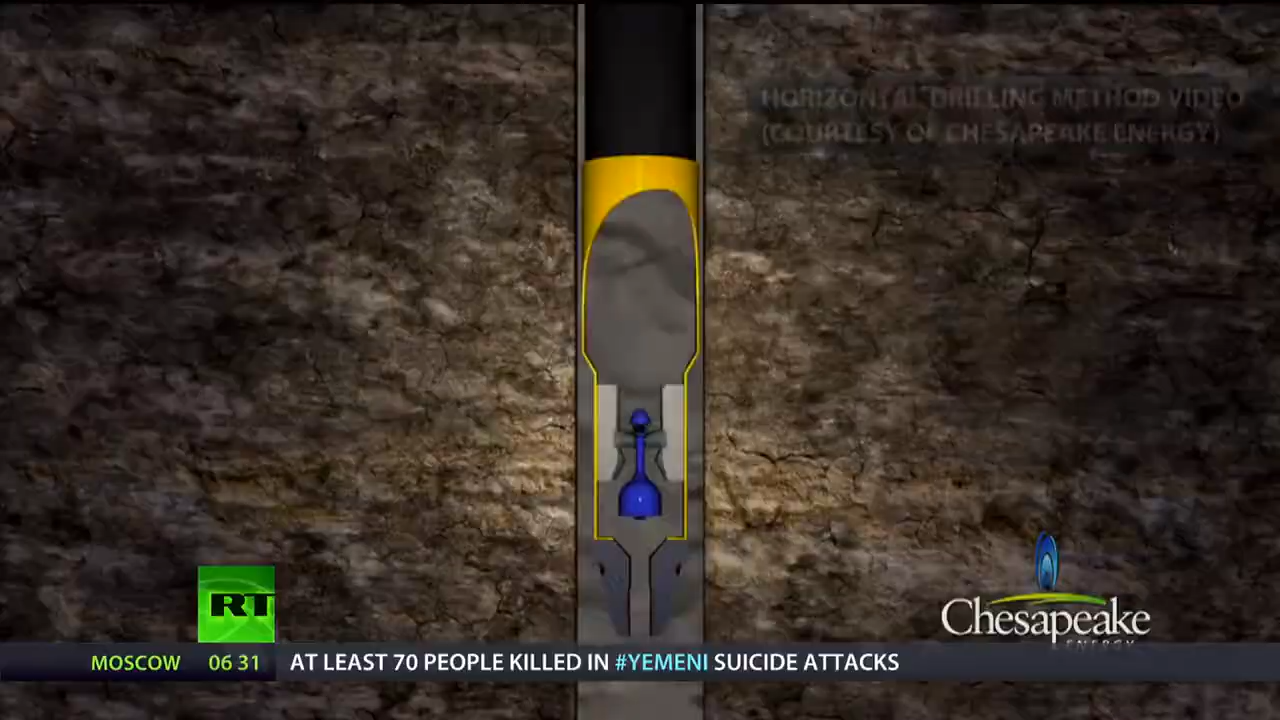 HORIZONTAL DRILLING METHOD VIDEO
(COURTESY OF CHESAPEAKE ENERGY)
RT
Chesapeake
ENERGY
MOSCOW 06 31 AT LEAST 70 PEOPLE KILLED IN #YEMENI SUICIDE ATTACKS